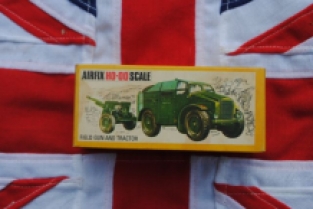 AIRFIX HO-OO SCALE
FIELD GUN AND TRACTOR